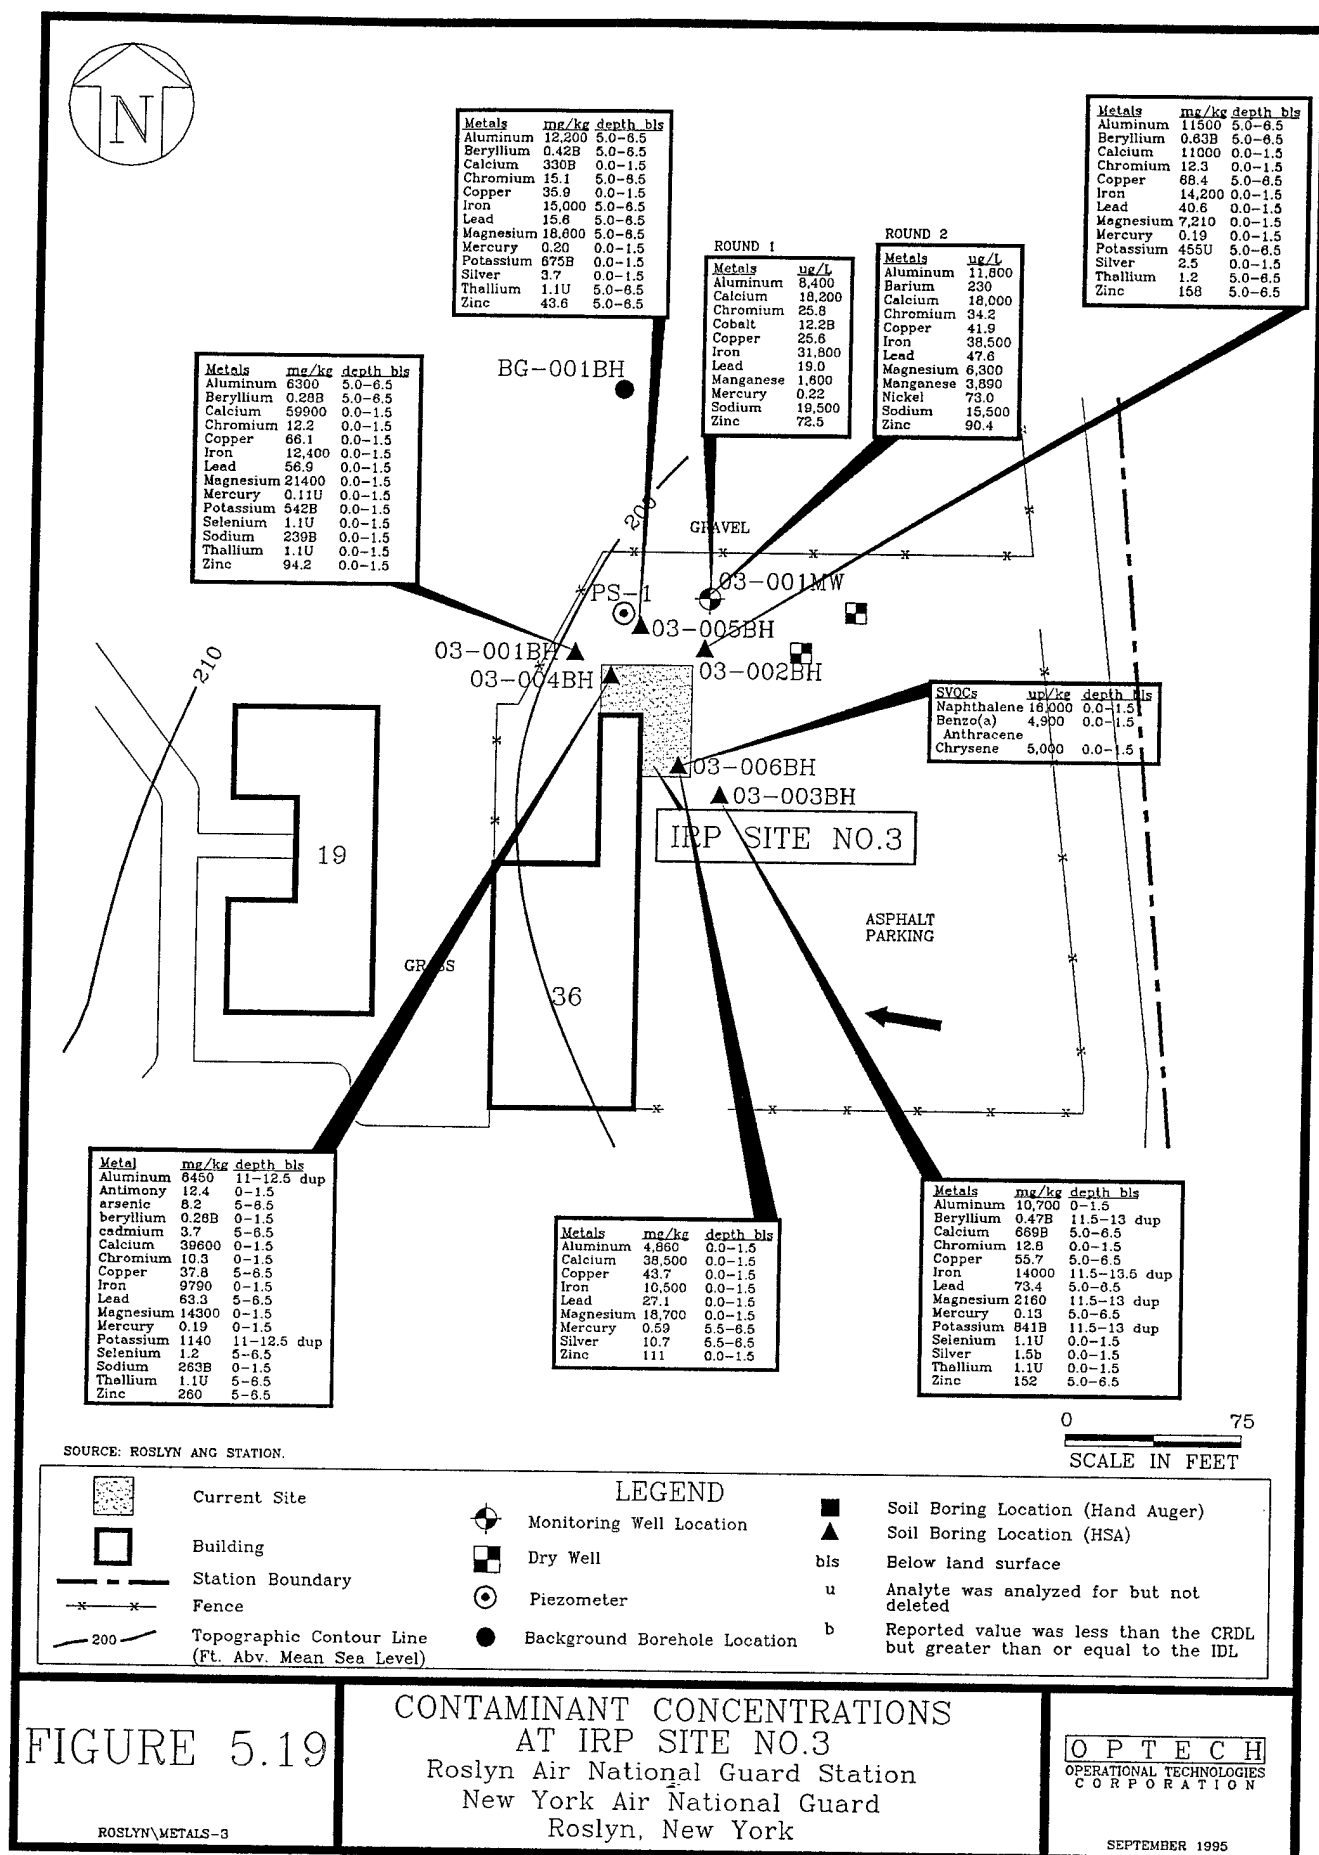 N
Metals mg/kg depth bls
Aluminum 12,200 5.0-6.5
Beryllium 0.42B 5.0-6.5
Calcium 330B 0.0-1.5
Chromium 15.1 5.0-6.5
Copper 35.9 0.0-1.5
Iron 15,000 5.0-6.5
Lead 15.6 5.0-6.5
Magnesium 18,600 5.0-6.5
Mercury 0.20 0.0-1.5
Potassium 675B 0.0-1.5
Silver 3.7 0.0-1.5
Thallium 1.1U 5.0-6.5
Zinc 43.6 5.0-6.5
Metals mg/kg depth bls
Aluminum 11500 5.0-6.5
Beryllium 0.63B 5.0-6.5
Calcium 11000 0.0-1.5
Chromium 12.3 0.0-1.5
Copper 68.4 5.0-6.5
Iron 14,200 0.0-1.5
Lead 40.6 0.0-1.5
Magnesium 7,210 0.0-1.5
Mercury 0.19 0.0-1.5
Potassium 455U 5.0-6.5
Silver 2.5 0.0-1.5
Thallium 1.2 5.0-6.5
Zinc 158 5.0-6.5
ROUND 1
Metals ug/L
Aluminum 8,400
Calcium 18,200
Chromium 25.8
Cobalt 12.2B
Copper 25.6
Iron 31,800
Lead 19.0
Manganese 1,600
Mercury 0.22
Sodium 19,500
Zinc 72.5
ROUND 2
Metals ug/L
Aluminum 11,800
Barium 230
Calcium 18,000
Chromium 34.2
Copper 41.9
Iron 38,500
Lead 47.6
Magnesium 6,300
Manganese 3,890
Nickel 73.0
Sodium 15,500
Zinc 90.4
Metals mg/kg depth bls
Aluminum 6300 5.0-6.5
Beryllium 0.28B 5.0-6.5
Calcium 59900 0.0-1.5
Chromium 12.2 0.0-1.5
Copper 66.1 0.0-1.5
Iron 12,400 0.0-1.5
Lead 56.9 0.0-1.5
Magnesium 21400 0.0-1.5
Mercury 0.11U 0.0-1.5
Potassium 542B 0.0-1.5
Selenium 1.1U 0.0-1.5
Sodium 239B 0.0-1.5
Thallium 1.1U 0.0-1.5
Zinc 94.2 0.0-1.5
BG-001BH
GRAVEL
PS-1
03-001MW
03-005BH
03-001BH
03-002BH
03-004BH
210
SVOCs up/kg depth bls
Naphthalene 16,000 0.0-1.5
Benzo(a) 4,900 0.0-1.5
Anthracene
Chrysene 5,000 0.0-1.5
03-006BH
03-003BH
IRP SITE NO.3
19
ASPHALT
PARKING
GRASS
36
Metal mg/kg depth bls
Aluminum 6450 11-12.5 dup
Antimony 12.4 0-1.5
arsenic 8.2 5-6.5
beryllium 0.26B 0-1.5
cadmium 3.7 5-6.5
Calcium 39600 0-1.5
Chromium 10.3 0-1.5
Copper 37.8 5-6.5
Iron 9790 0-1.5
Lead 63.3 5-6.5
Magnesium 14300 0-1.5
Mercury 0.19 0-1.5
Potassium 1140 11-12.5 dup
Selenium 1.2 5-6.5
Sodium 263B 0-1.5
Thallium 1.1U 5-6.5
Zinc 260 5-6.5
Metals mg/kg depth bls
Aluminum 4,860 0.0-1.5
Calcium 38,500 0.0-1.5
Copper 43.7 0.0-1.5
Iron 10,500 0.0-1.5
Lead 27.1 0.0-1.5
Magnesium 18,700 0.0-1.5
Mercury 0.59 5.5-6.5
Silver 10.7 5.5-6.5
Zinc 111 0.0-1.5
Metals mg/kg depth bls
Aluminum 10,700 0-1.5
Beryllium 0.47B 11.5-13 dup
Calcium 669B 5.0-6.5
Chromium 12.8 0.0-1.5
Copper 55.7 5.0-6.5
Iron 14000 11.5-13.5 dup
Lead 73.4 5.0-6.5
Magnesium 2160 11.5-13 dup
Mercury 0.13 5.0-6.5
Potassium 841B 11.5-13 dup
Selenium 1.1U 0.0-1.5
Silver 1.5b 0.0-1.5
Thallium 1.1U 0.0-1.5
Zinc 152 5.0-6.5
0 75
SCALE IN FEET
SOURCE: ROSLYN ANG STATION.
LEGEND
Current Site
Building
Station Boundary
Fence
200 Topographic Contour Line
(Ft. Abv. Mean Sea Level)
Monitoring Well Location
Dry Well
Piezometer
Background Borehole Location
Soil Boring Location (Hand Auger)
Soil Boring Location (HSA)
bls Below land surface
u Analyte was analyzed for but not
deleted
b Reported value was less than the CRDL
but greater than or equal to the IDL
FIGURE 5.19
ROSLYN\METALS-3
CONTAMINANT CONCENTRATIONS
AT IRP SITE NO.3
Roslyn Air National Guard Station
New York Air National Guard
Roslyn, New York
OPTECH
OPERATIONAL TECHNOLOGIES
CORPORATION
SEPTEMBER 1995